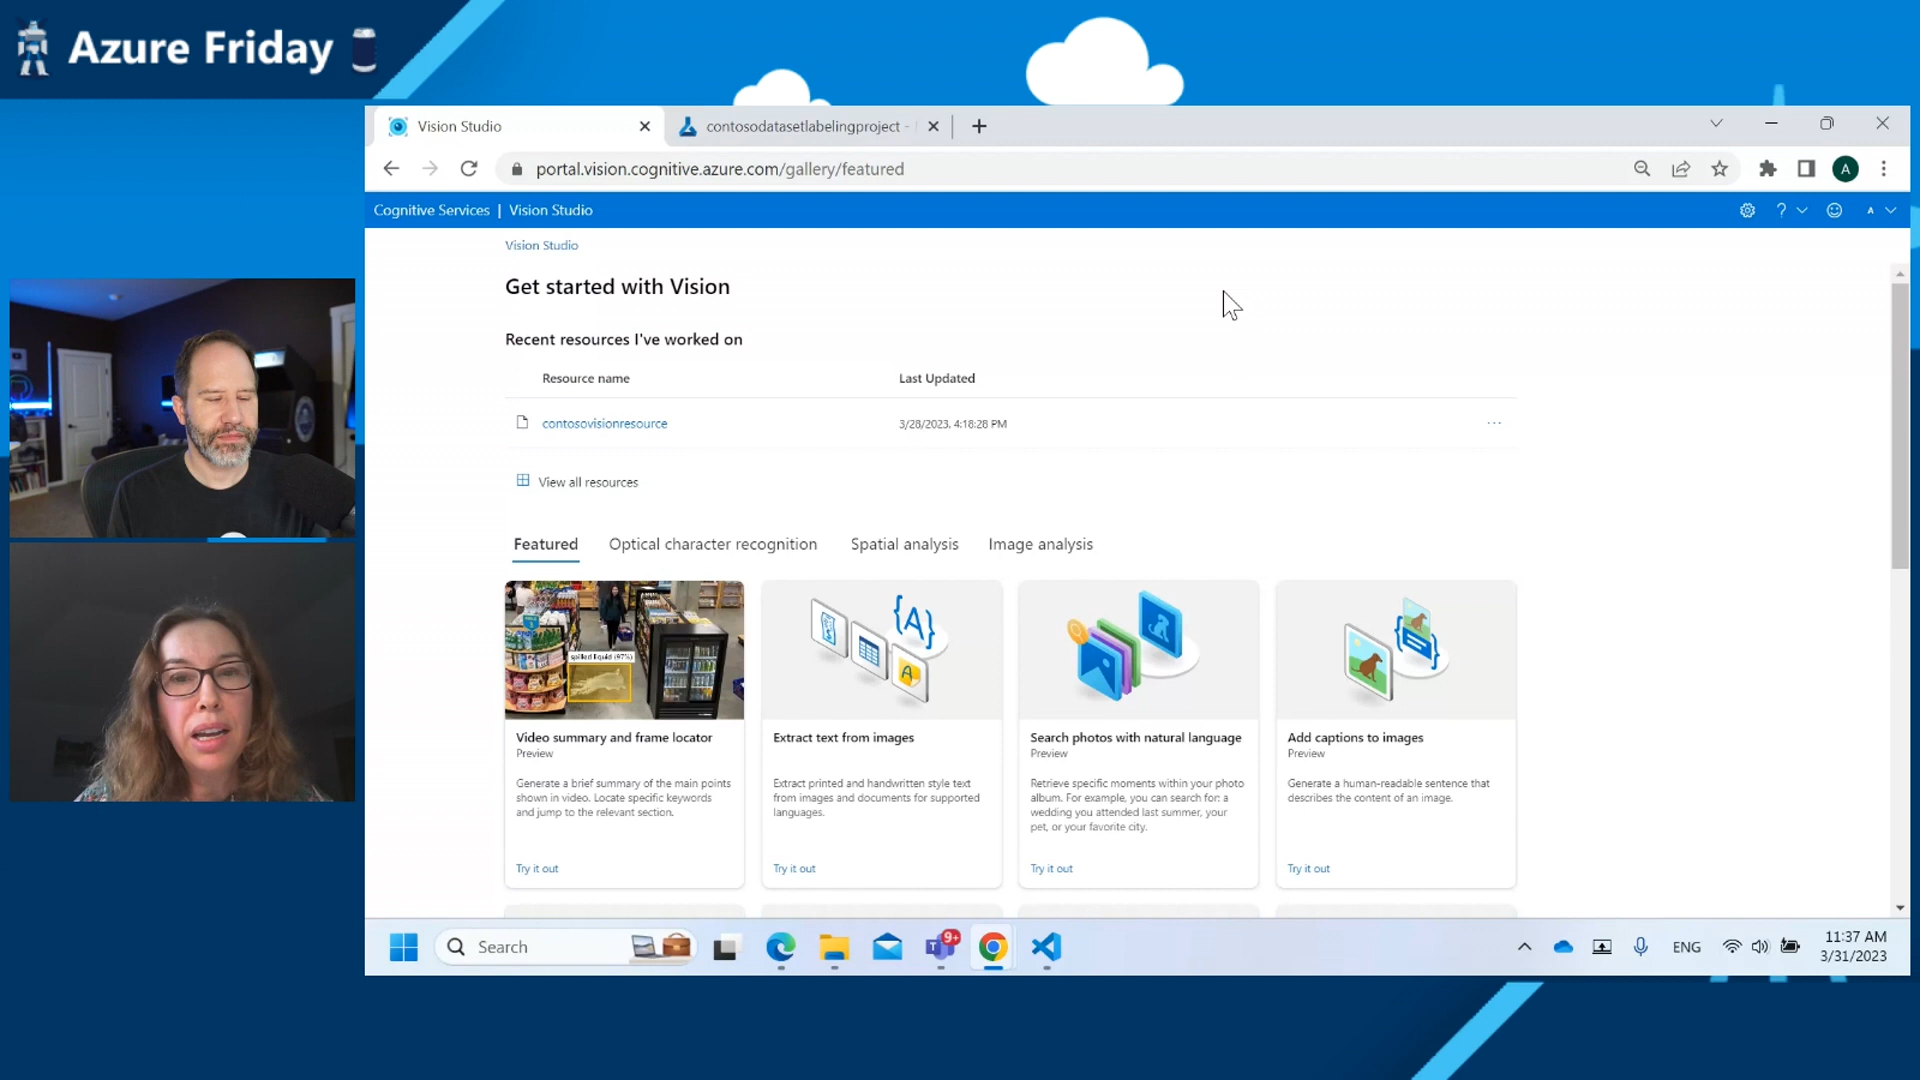 Azure Friday
Vision Studio
contosodatasetlabelingproject -
portal.vision.cognitive.azure.com/gallery/featured
A
Cognitive Services | Vision Studio
? A
Vision Studio
Get started with Vision
Recent resources I've worked on
Resource name Last Updated
contosovisionresource 3/28/2023, 4:18:28 PM
View all resources
Featured Optical character recognition Spatial analysis Image analysis
spilled liquid (97%)
{A}
A
Video summary and frame locator
Preview
Generate a brief summary of the main points
shown in video. Locate specific keywords
and jump to the relevant section.
Try it out
Extract text from images
Extract printed and handwritten style text
from images and documents for supported
languages.
Try it out
Search photos with natural language
Preview
Retrieve specific moments within your photo
album. For example, you can search for: a
wedding you attended last summer, your
pet, or your favorite city.
Try it out
Add captions to images
Preview
Generate a human-readable sentence that
describes the content of an image.
Try it out
Search
T
9+
ENG
11:37 AM
3/31/2023